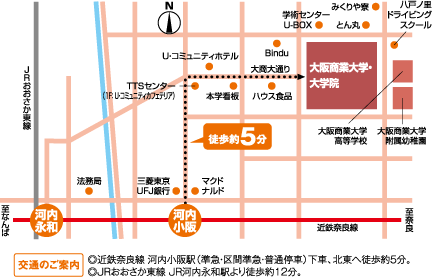 N
みくりや寮
学術センター
U-BOX
とん丸
八戸ノ里
ドライビング
スクール
Bindu
U-コミュニティホテル
大商大通り
大阪商業大学・
大学院
TTSセンター
(1F U-コミュニティカフェテリア)
本学看板
ハウス食品
JRおおさか東線
徒歩約5分
大阪商業大学
高等学校
大阪商業大学
附属幼稚園
法務局
三菱東京
UFJ銀行
マクド
ナルド
至なんば
河内
永和
河内
小阪
近鉄奈良線
至奈良
交通のご案内
◎近鉄奈良線 河内小阪駅(準急・区間準急・普通停車)下車、北東へ徒歩約5分。
◎JRおおさか東線 JR河内永和駅より徒歩約12分。